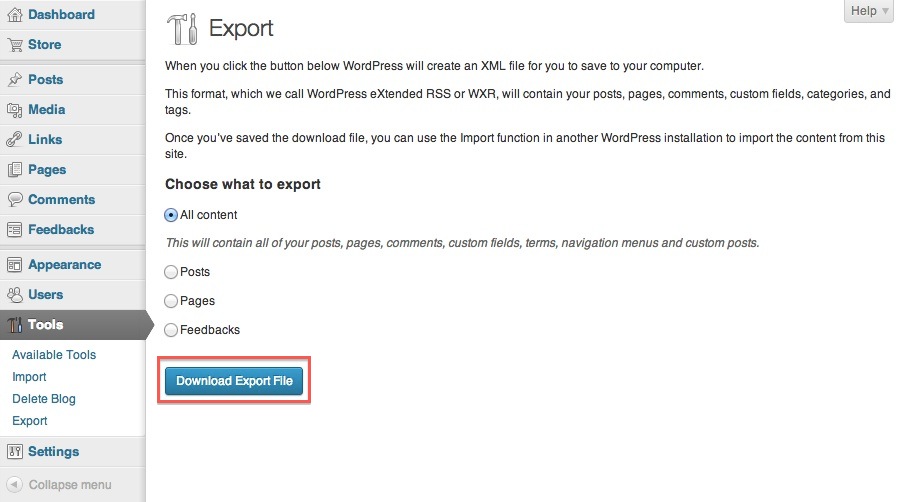 Dashboard
Store
Posts
Media
Links
Pages
Comments
Feedbacks
Appearance
Users
Tools
Available Tools
Import
Delete Blog
Export
Settings
Collapse menu
Help
Export
When you click the button below WordPress will create an XML file for you to save to your computer.
This format, which we call WordPress eXtended RSS or WXR, will contain your posts, pages, comments, custom fields, categories, and
tags.
Once you've saved the download file, you can use the Import function in another WordPress installation to import the content from this
site.
Choose what to export
All content
This will contain all of your posts, pages, comments, custom fields, terms, navigation menus and custom posts.
Posts
Pages
Feedbacks
Download Export File